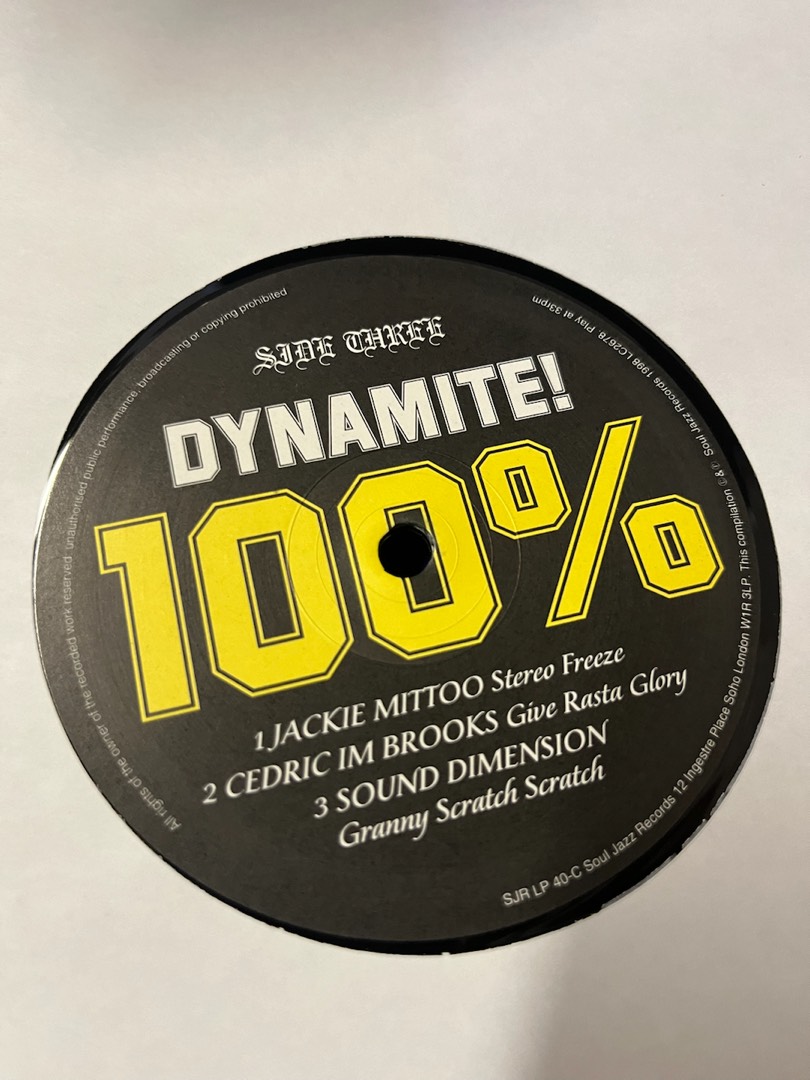 SIDE THREE
DYNAMITE!
100%
1 JACKIE MITTOO Stereo Freeze
2 CEDRIC IM BROOKS Give Rasta Glory
3 SOUND DIMENSION
Granny Scratch Scratch
All rights of the owner of the recorded work reserved. unauthorised public performance, broadcasting or copying prohibited
SJR LP 40-C Soul Jazz Records 12 Ingestre Place Soho London W1R 3LP. This compilation ©&℗ Soul Jazz Records 1998 LC2678 Play at 33rpm